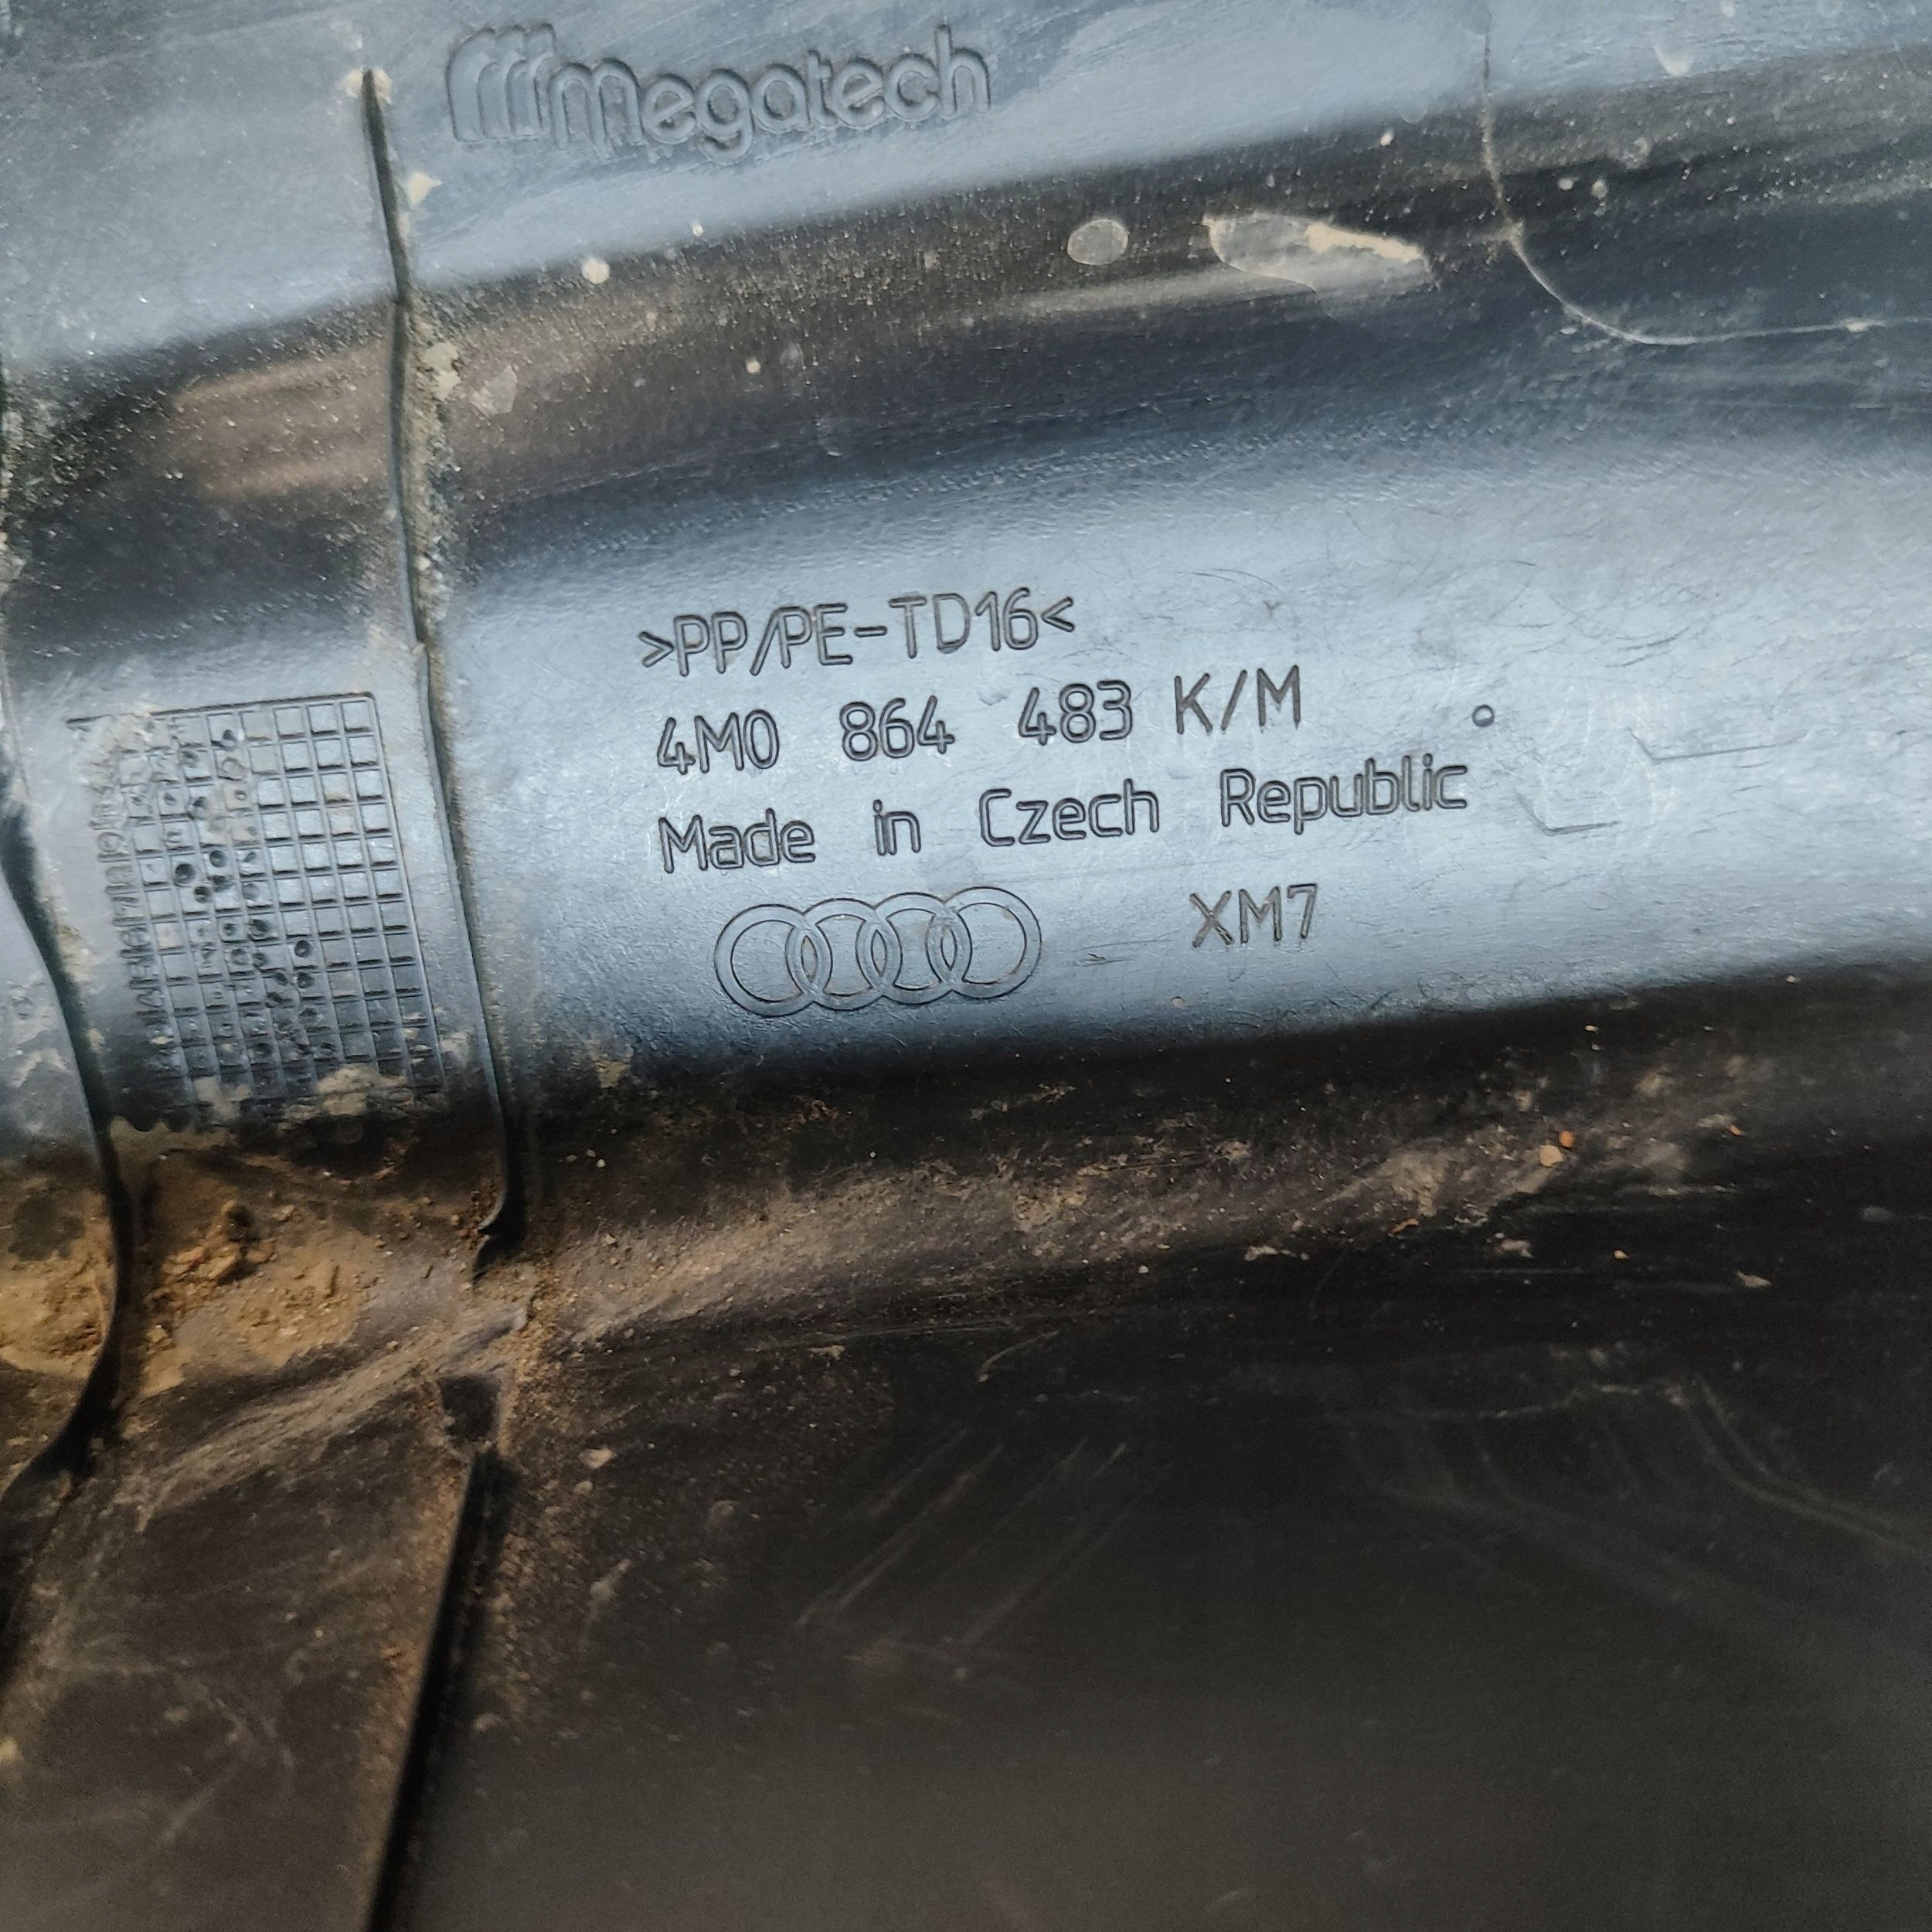 megatech
>PP/PE-TD16<
4M0 864 483 K/M
Made in Czech Republic
XM7